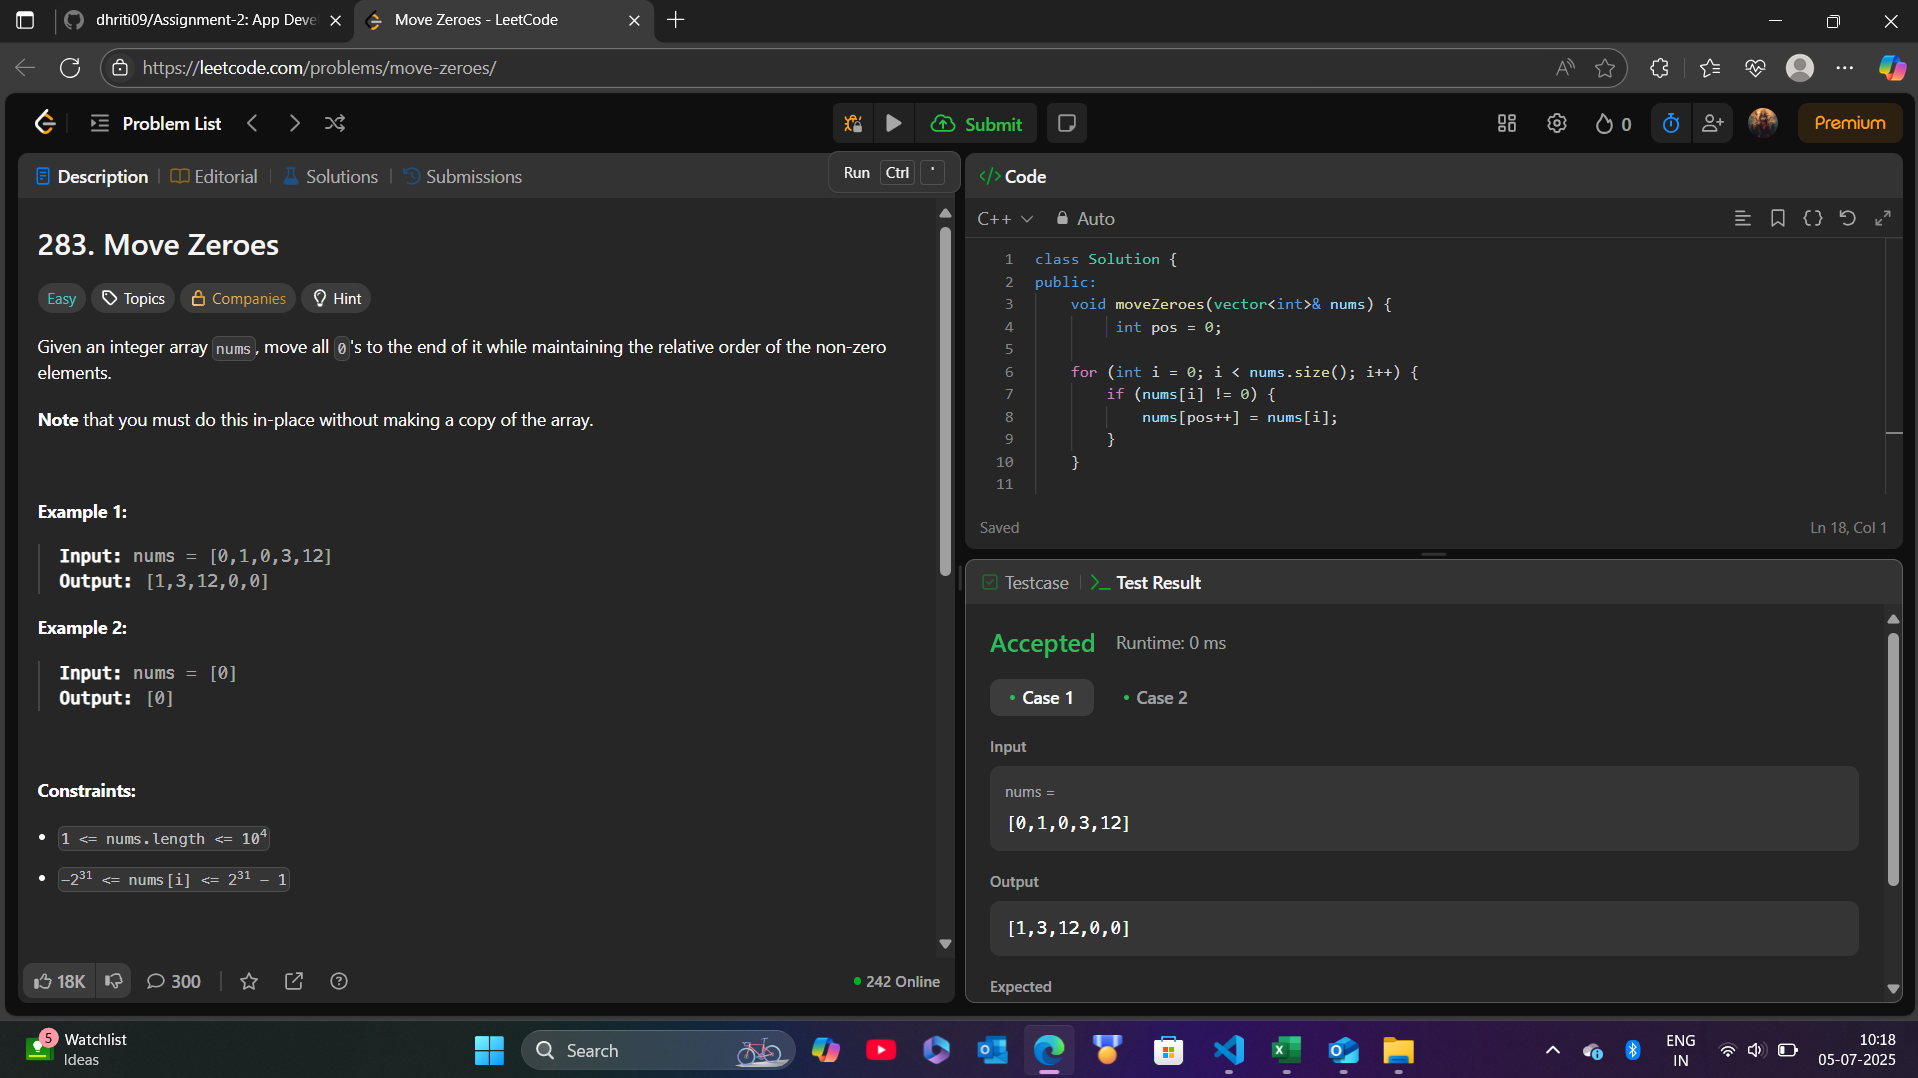 dhriti09/Assignment-2: App Deve
Move Zeroes - LeetCode
https://leetcode.com/problems/move-zeroes/
Problem List
Submit
0
Premium
Description
Editorial
Solutions
Submissions
Run Ctrl '
283. Move Zeroes
Easy
Topics
Companies
Hint
Given an integer array nums, move all 0's to the end of it while maintaining the relative order of the non-zero
elements.
Note that you must do this in-place without making a copy of the array.
Example 1:
Input: nums = [0,1,0,3,12]
Output: [1,3,12,0,0]
Example 2:
Input: nums = [0]
Output: [0]
Constraints:
1 <= nums.length <= 10^4
-2^31 <= nums[i] <= 2^31 - 1
18K
300
242 Online
</> Code
C++
Auto
1 class Solution {
2 public:
3 void moveZeroes(vector<int>& nums) {
4 int pos = 0;
5
6 for (int i = 0; i < nums.size(); i++) {
7 if (nums[i] != 0) {
8 nums[pos++] = nums[i];
9 }
10 }
11
Saved
Ln 18, Col 1
Testcase
Test Result
Accepted
Runtime: 0 ms
Case 1
Case 2
Input
nums =
[0,1,0,3,12]
Output
[1,3,12,0,0]
Expected
5
Watchlist
Ideas
Search
ENG
IN
10:18
05-07-2025